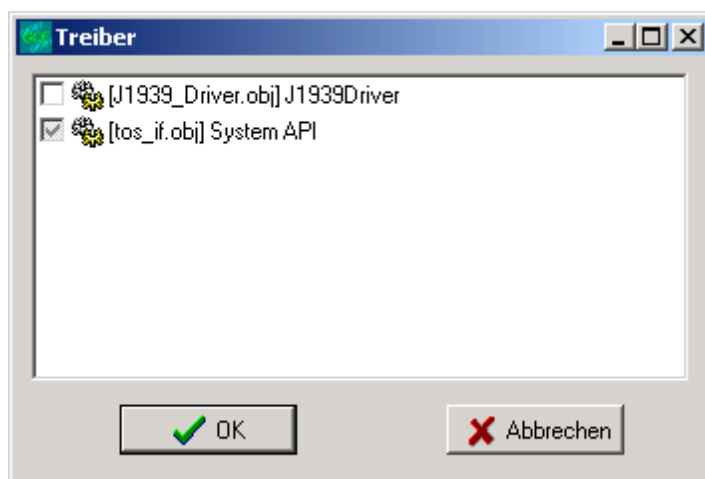 Treiber
[J1939_Driver.obj] J1939Driver
[tos_if.obj] System API
OK
Abbrechen